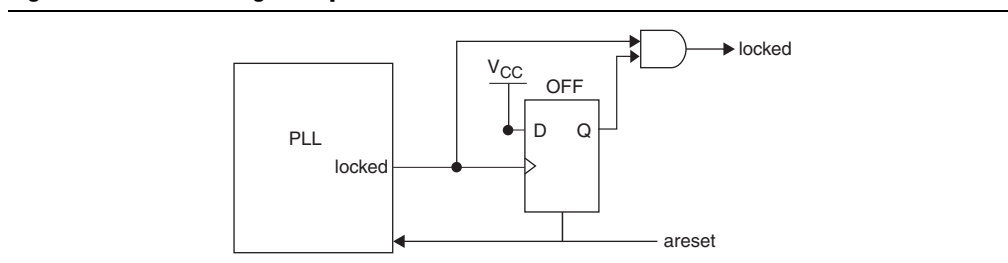 locked
VCC
OFF
D Q
PLL
locked
areset